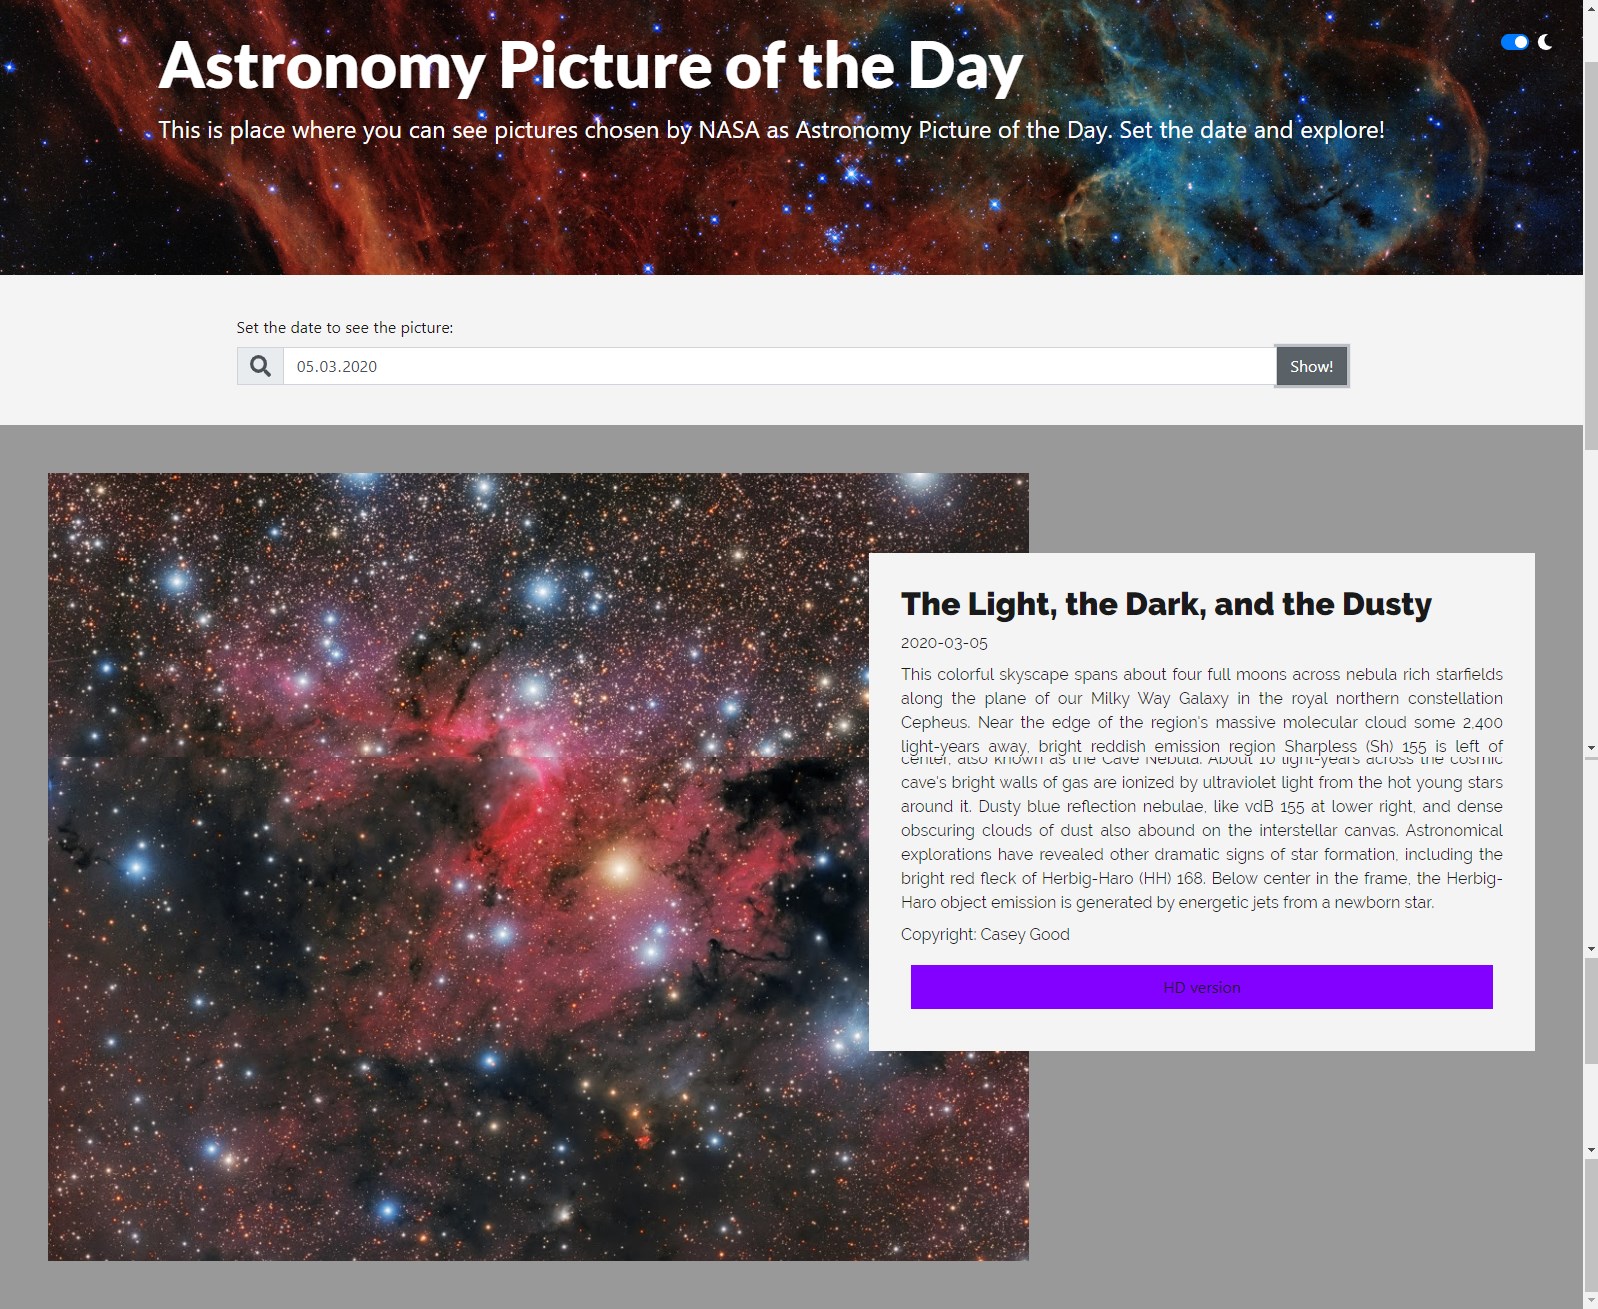 Astronomy Picture of the Day
This is place where you can see pictures chosen by NASA as Astronomy Picture of the Day. Set the date and explore!
Set the date to see the picture:
05.03.2020
Show!
The Light, the Dark, and the Dusty
2020-03-05
This colorful skyscape spans about four full moons across nebula rich starfields
along the plane of our Milky Way Galaxy in the royal northern constellation
Cepheus. Near the edge of the region's massive molecular cloud some 2,400
light-years away, bright reddish emission region Sharpless (Sh) 155 is left of
center, also known as the Cave Nebula. About 10 light-years across the cosmic
cave's bright walls of gas are ionized by ultraviolet light from the hot young stars
around it. Dusty blue reflection nebulae, like vdB 155 at lower right, and dense
obscuring clouds of dust also abound on the interstellar canvas. Astronomical
explorations have revealed other dramatic signs of star formation, including the
bright red fleck of Herbig-Haro (HH) 168. Below center in the frame, the Herbig-
Haro object emission is generated by energetic jets from a newborn star.
Copyright: Casey Good
HD version